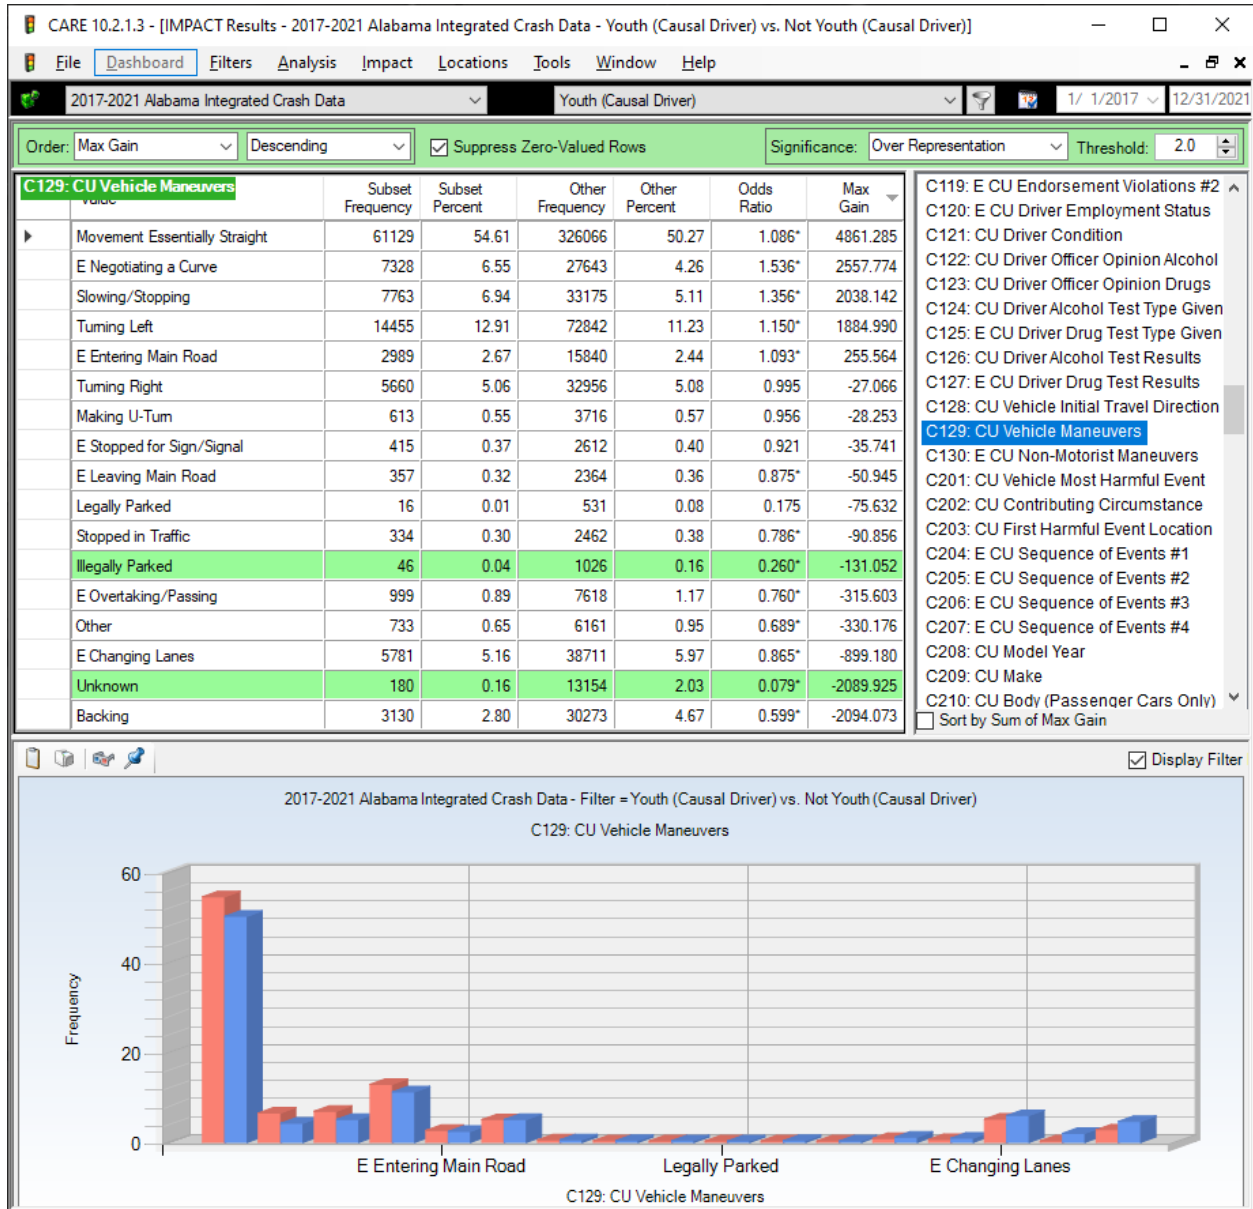 CARE 10.2.1.3 - [IMPACT Results - 2017-2021 Alabama Integrated Crash Data - Youth (Causal Driver) vs. Not Youth (Causal Driver)]
File Dashboard Filters Analysis Impact Locations Tools Window Help
2017-2021 Alabama Integrated Crash Data Youth (Causal Driver) 1/ 1/2017 12/31/2021
Order: Max Gain Descending Suppress Zero-Valued Rows Significance: Over Representation Threshold: 2.0
C129: CU Vehicle Maneuvers
Subset Frequency Subset Percent Other Frequency Other Percent Odds Ratio Max Gain
Movement Essentially Straight 61129 54.61 326066 50.27 1.086* 4861.285
E Negotiating a Curve 7328 6.55 27643 4.26 1.536* 2557.774
Slowing/Stopping 7763 6.94 33175 5.11 1.356* 2038.142
Turning Left 14455 12.91 72842 11.23 1.150* 1884.990
E Entering Main Road 2989 2.67 15840 2.44 1.093* 255.564
Turning Right 5660 5.06 32956 5.08 0.995 -27.066
Making U-Turn 613 0.55 3716 0.57 0.956 -28.253
E Stopped for Sign/Signal 415 0.37 2612 0.40 0.921 -35.741
E Leaving Main Road 357 0.32 2364 0.36 0.875* -50.945
Legally Parked 16 0.01 531 0.08 0.175 -75.632
Stopped in Traffic 334 0.30 2462 0.38 0.786* -90.856
Illegally Parked 46 0.04 1026 0.16 0.260* -131.052
E Overtaking/Passing 999 0.89 7618 1.17 0.760* -315.603
Other 733 0.65 6161 0.95 0.689* -330.176
E Changing Lanes 5781 5.16 38711 5.97 0.865* -899.180
Unknown 180 0.16 13154 2.03 0.079* -2089.925
Backing 3130 2.80 30273 4.67 0.599* -2094.073
C119: E CU Endorsement Violations #2
C120: E CU Driver Employment Status
C121: CU Driver Condition
C122: CU Driver Officer Opinion Alcohol
C123: CU Driver Officer Opinion Drugs
C124: CU Driver Alcohol Test Type Given
C125: E CU Driver Drug Test Type Given
C126: CU Driver Alcohol Test Results
C127: E CU Driver Drug Test Results
C128: CU Vehicle Initial Travel Direction
C129: CU Vehicle Maneuvers
C130: E CU Non-Motorist Maneuvers
C201: CU Vehicle Most Harmful Event
C202: CU Contributing Circumstance
C203: CU First Harmful Event Location
C204: E CU Sequence of Events #1
C205: E CU Sequence of Events #2
C206: E CU Sequence of Events #3
C207: E CU Sequence of Events #4
C208: CU Model Year
C209: CU Make
C210: CU Body (Passenger Cars Only)
Sort by Sum of Max Gain
Display Filter
2017-2021 Alabama Integrated Crash Data - Filter = Youth (Causal Driver) vs. Not Youth (Causal Driver)
C129: CU Vehicle Maneuvers
60
40
20
0
Frequency
E Entering Main Road Legally Parked E Changing Lanes
C129: CU Vehicle Maneuvers